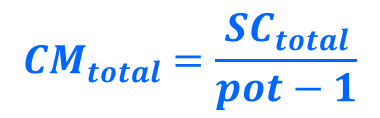 CM_total = SC_total / pot − 1